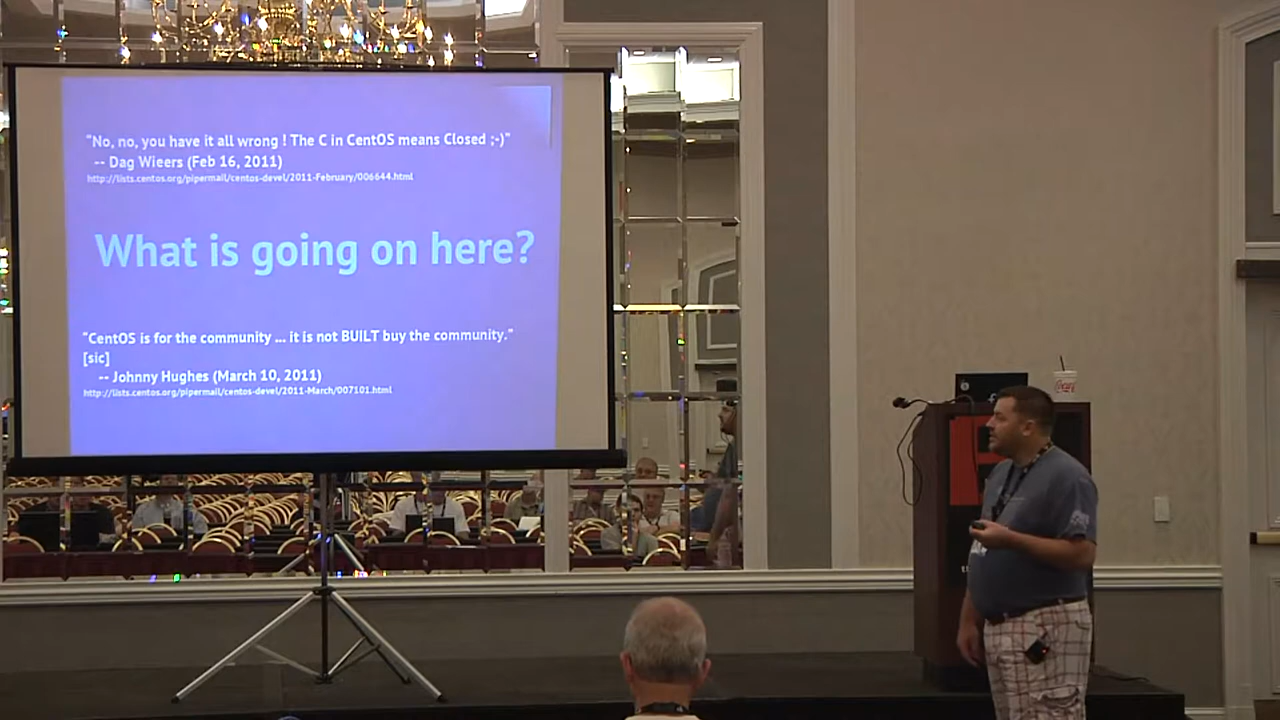 "No, no, you have it all wrong ! The C in CentOS means Closed ;-)"
-- Dag Wieers (Feb 16, 2011)
http://lists.centos.org/pipermail/centos-devel/2011-February/006644.html
What is going on here?
"CentOS is for the community ... it is not BUILT buy the community."
[sic]
-- Johnny Hughes (March 10, 2011)
http://lists.centos.org/pipermail/centos-devel/2011-March/007101.html